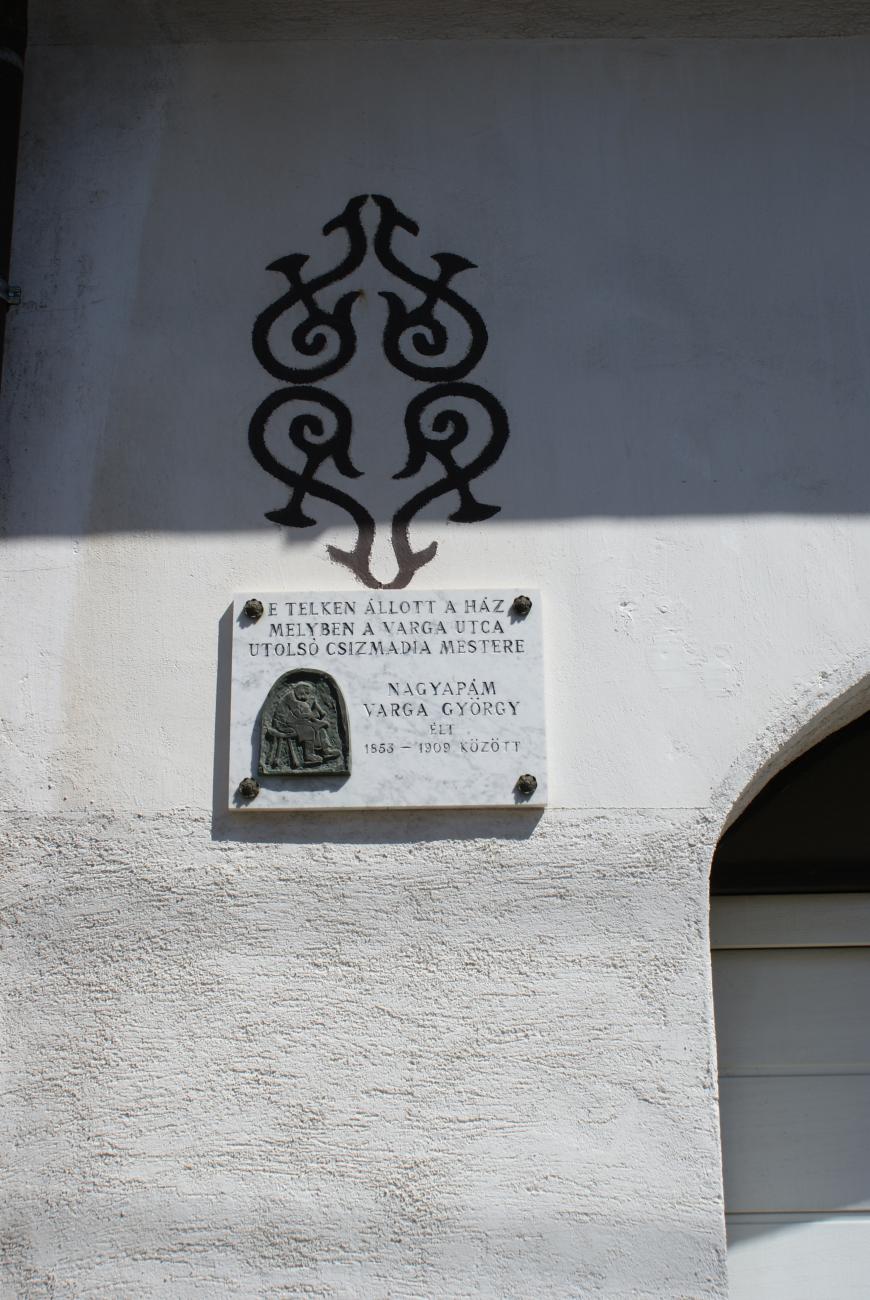 E TELKEN ÁLLOTT A HÁZ
MELYBEN A VARGA UTCA
UTOLSÓ CSIZMADIA MESTERE
NAGYAPÁM
VARGA GYÖRGY
ÉLT
1853 – 1909 KÖZÖTT